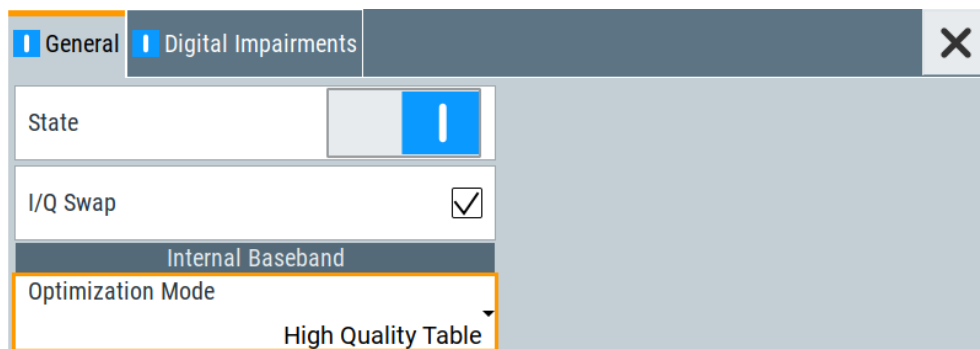 General Digital Impairments
State
I/Q Swap
Internal Baseband
Optimization Mode
High Quality Table